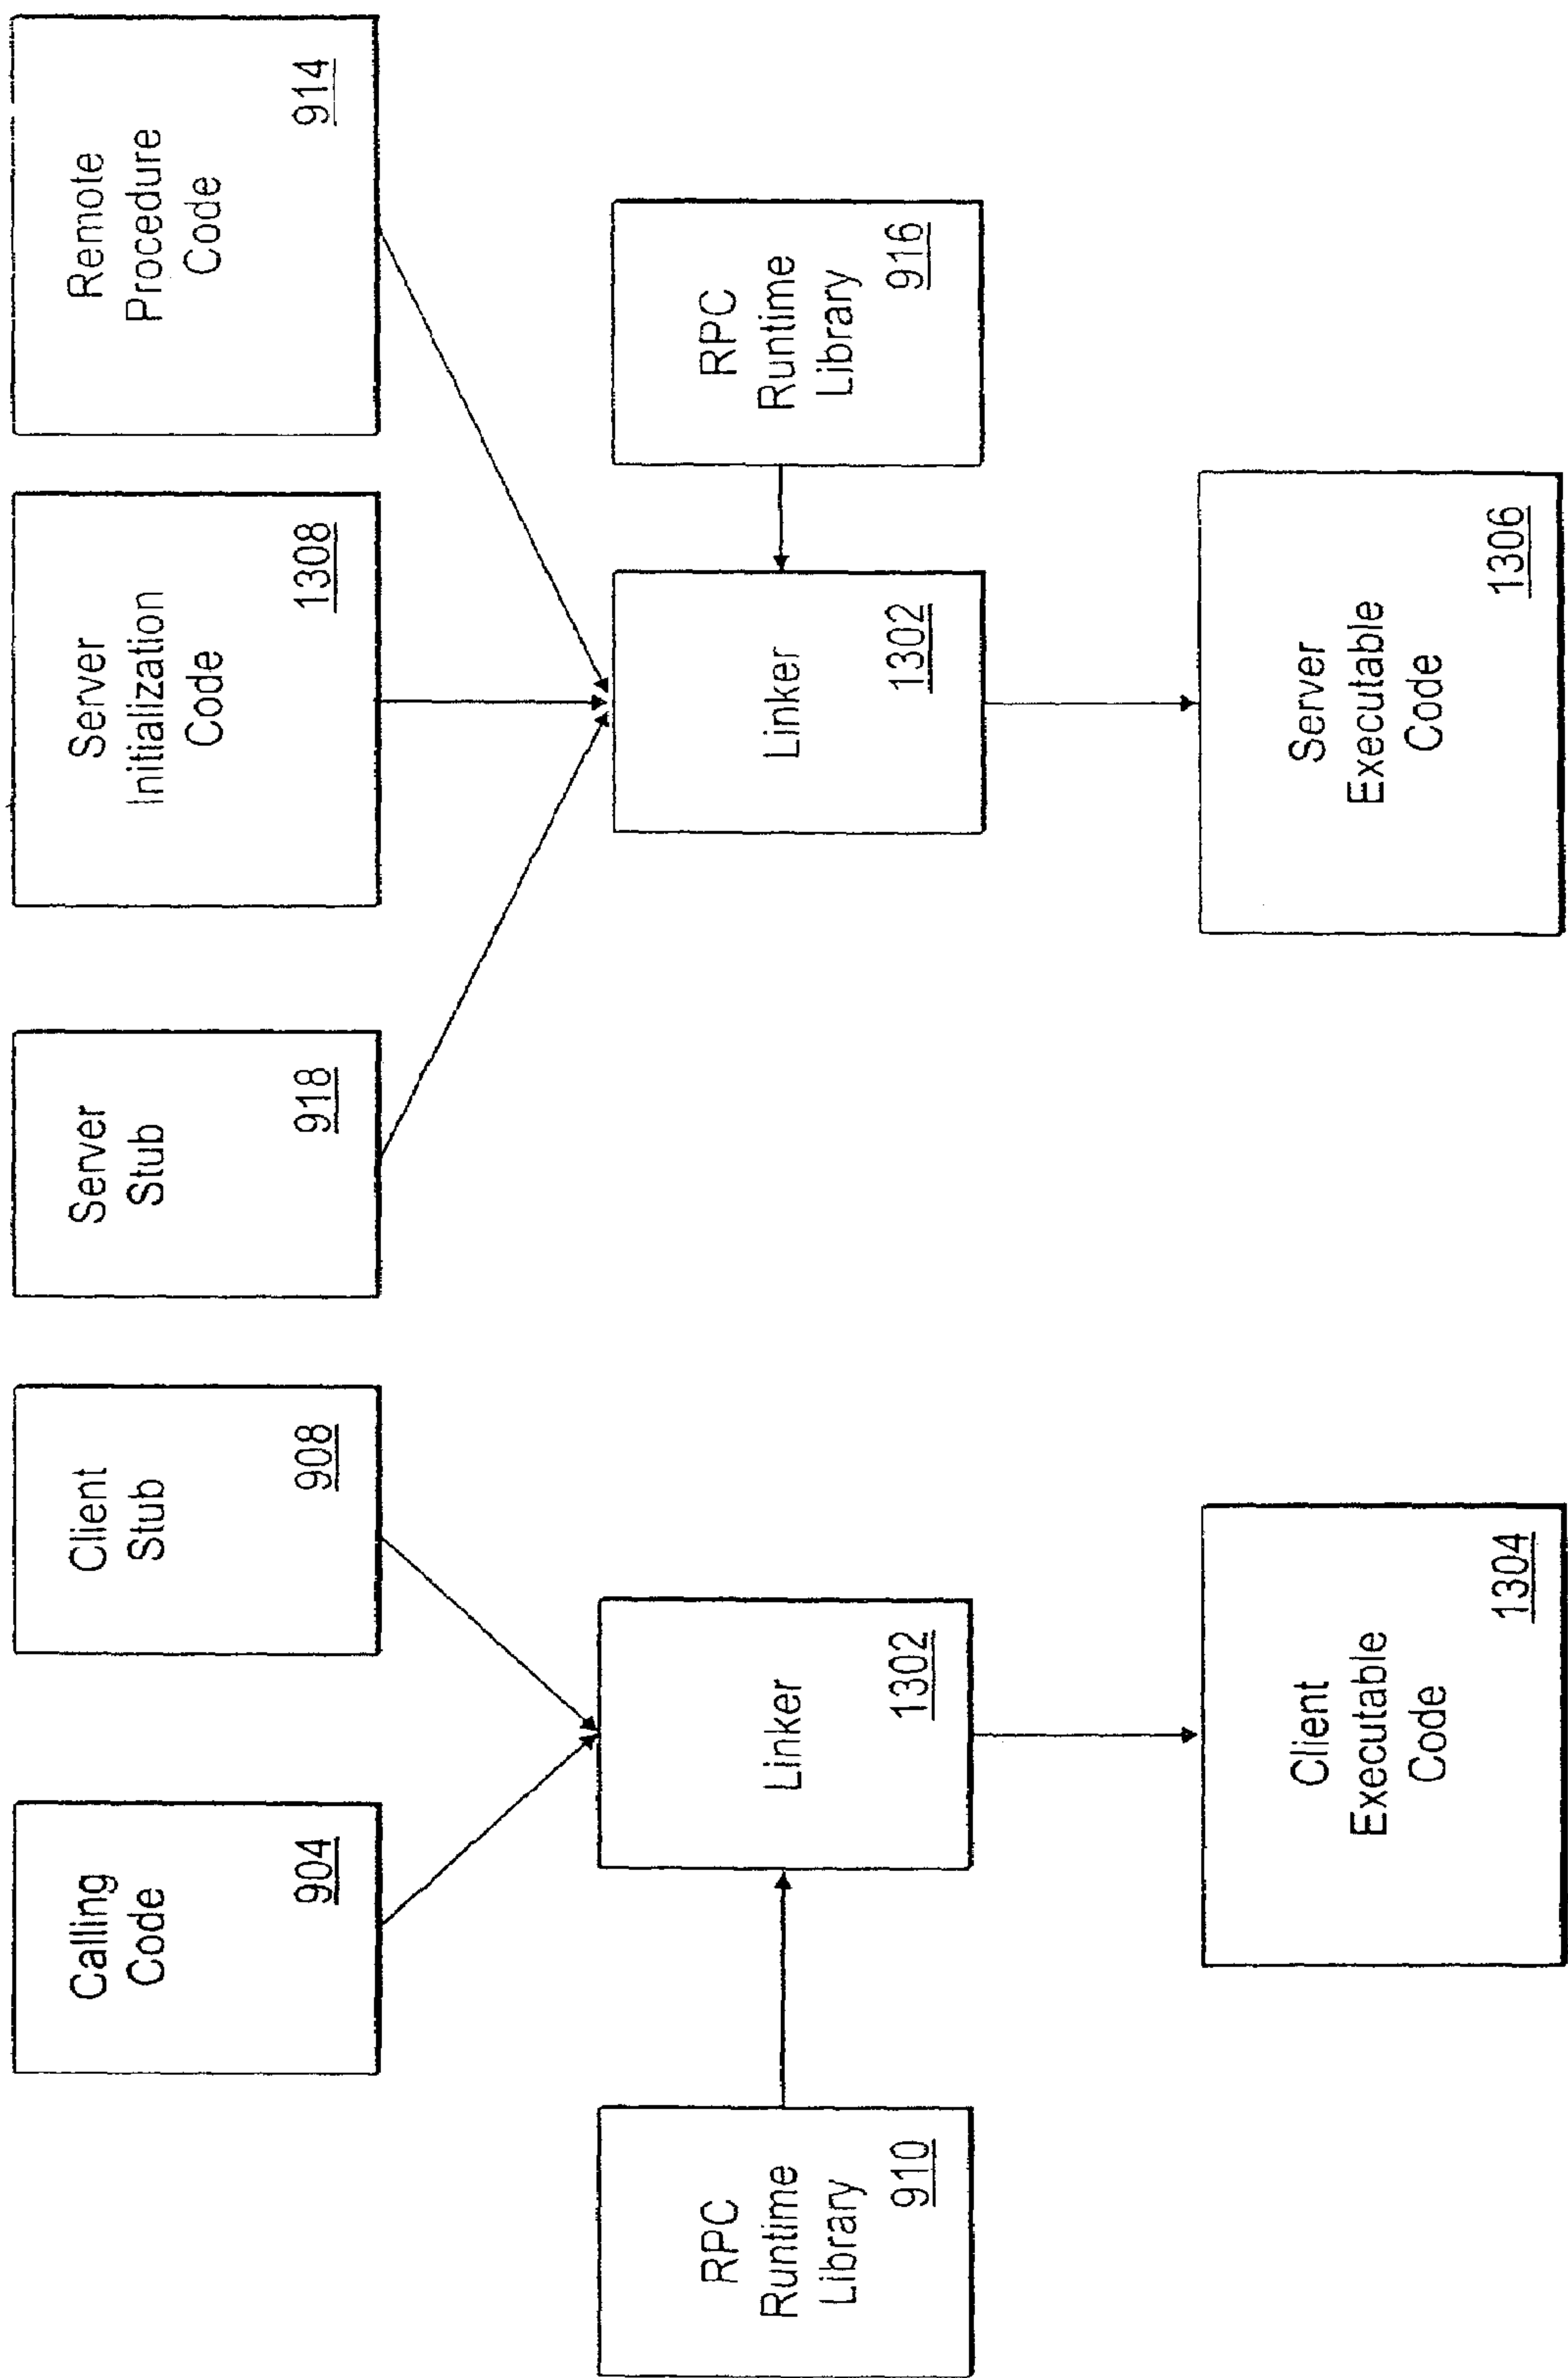 Calling
Code
904
Client
Stub
908
Server
Stub
918
Server
Initialization
Code
1308
Remote
Procedure
Code
914
RPC
Runtime
Library
910
Linker
1302
Linker
1302
RPC
Runtime
Library
916
Client
Executable
Code
1304
Server
Executable
Code
1306